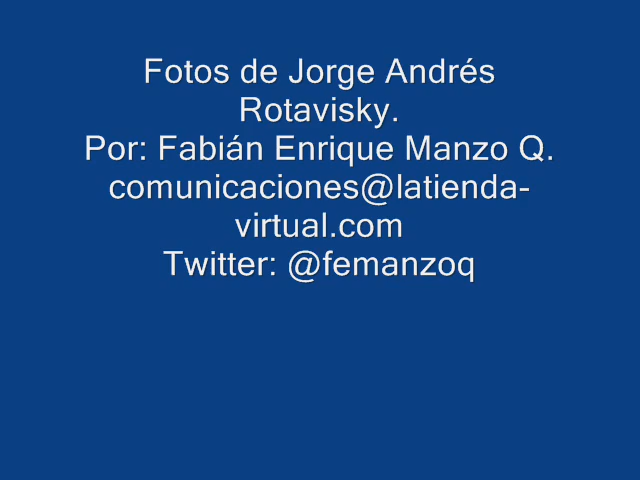 Fotos de Jorge Andrés
Rotavisky.
Por: Fabián Enrique Manzo Q.
comunicaciones@latienda-
virtual.com
Twitter: @femanzoq